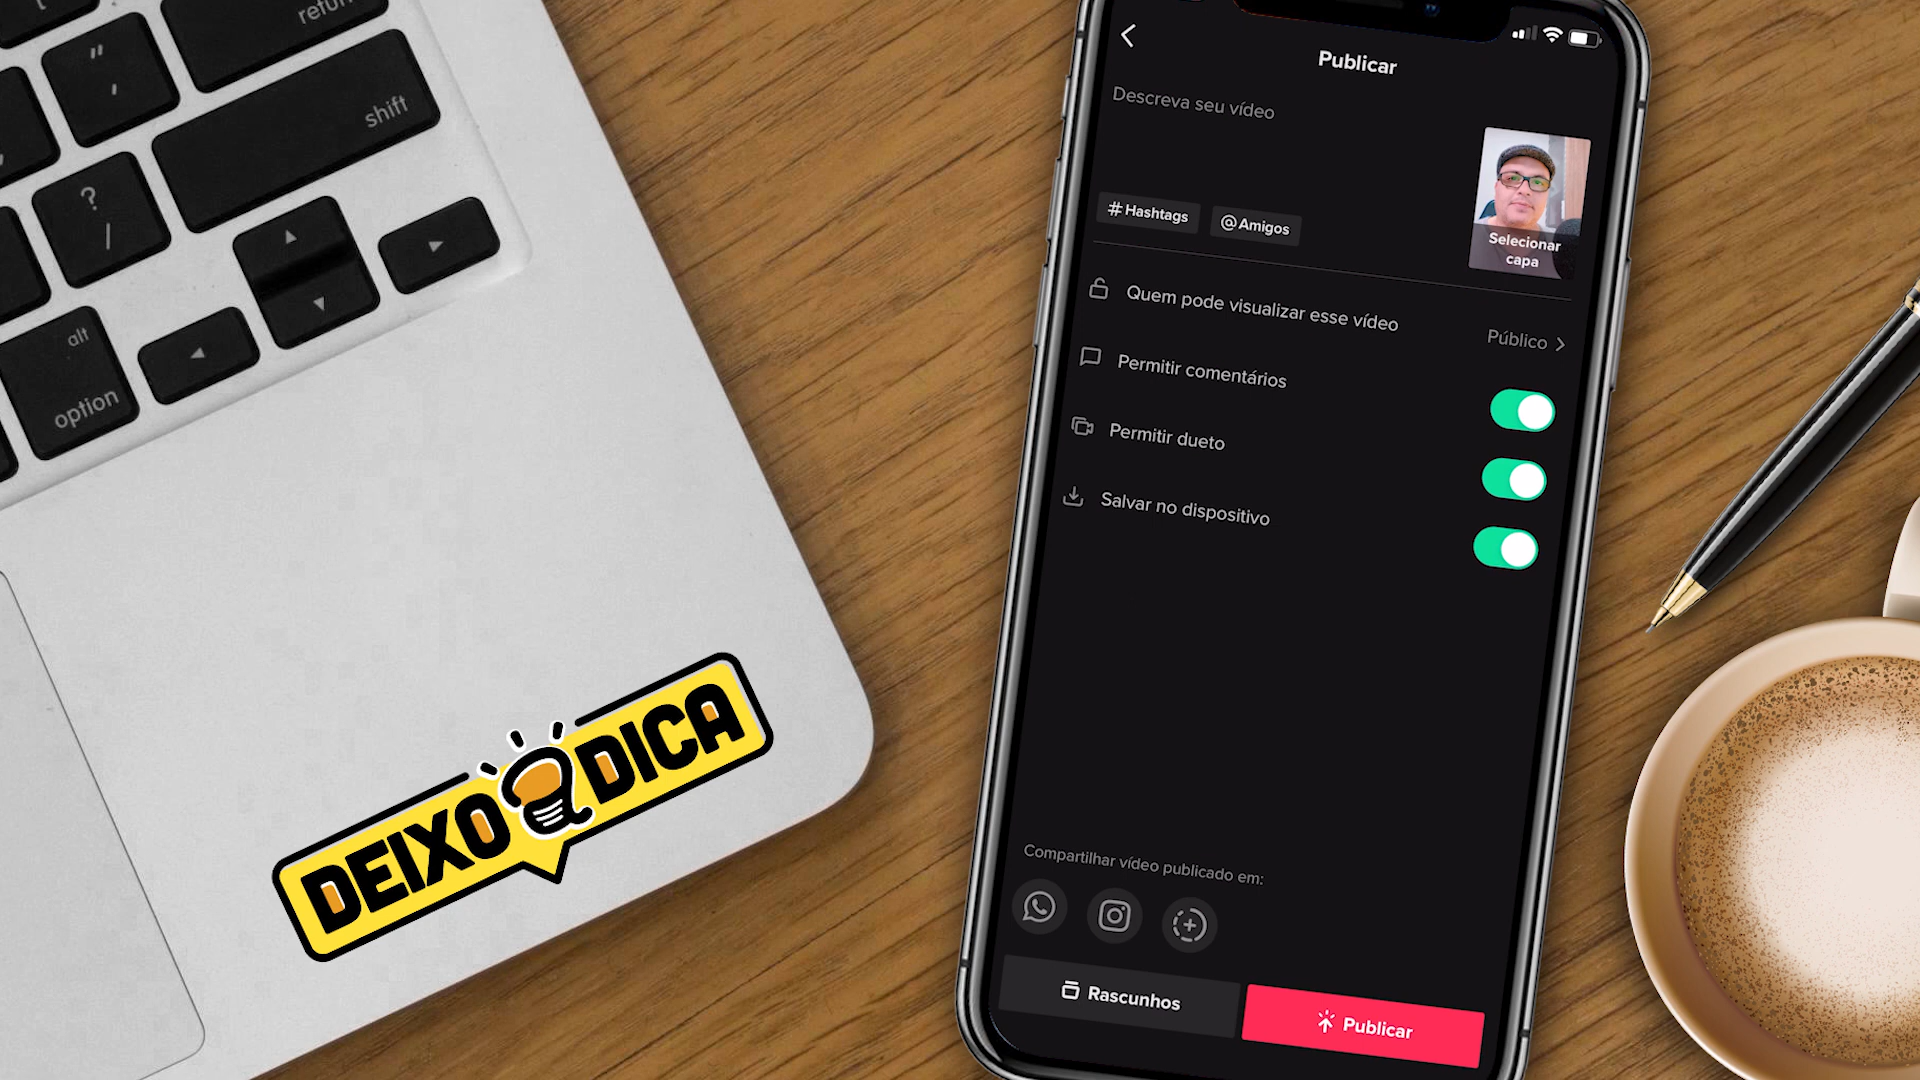 return
shift
?
/
alt
option
DEIXO DICA
Publicar
Descreva seu vídeo
#Hashtags
@Amigos
Selecionar
capa
Quem pode visualizar esse vídeo
Público >
Permitir comentários
Permitir dueto
Salvar no dispositivo
Compartilhar vídeo publicado em:
Rascunhos
Publicar